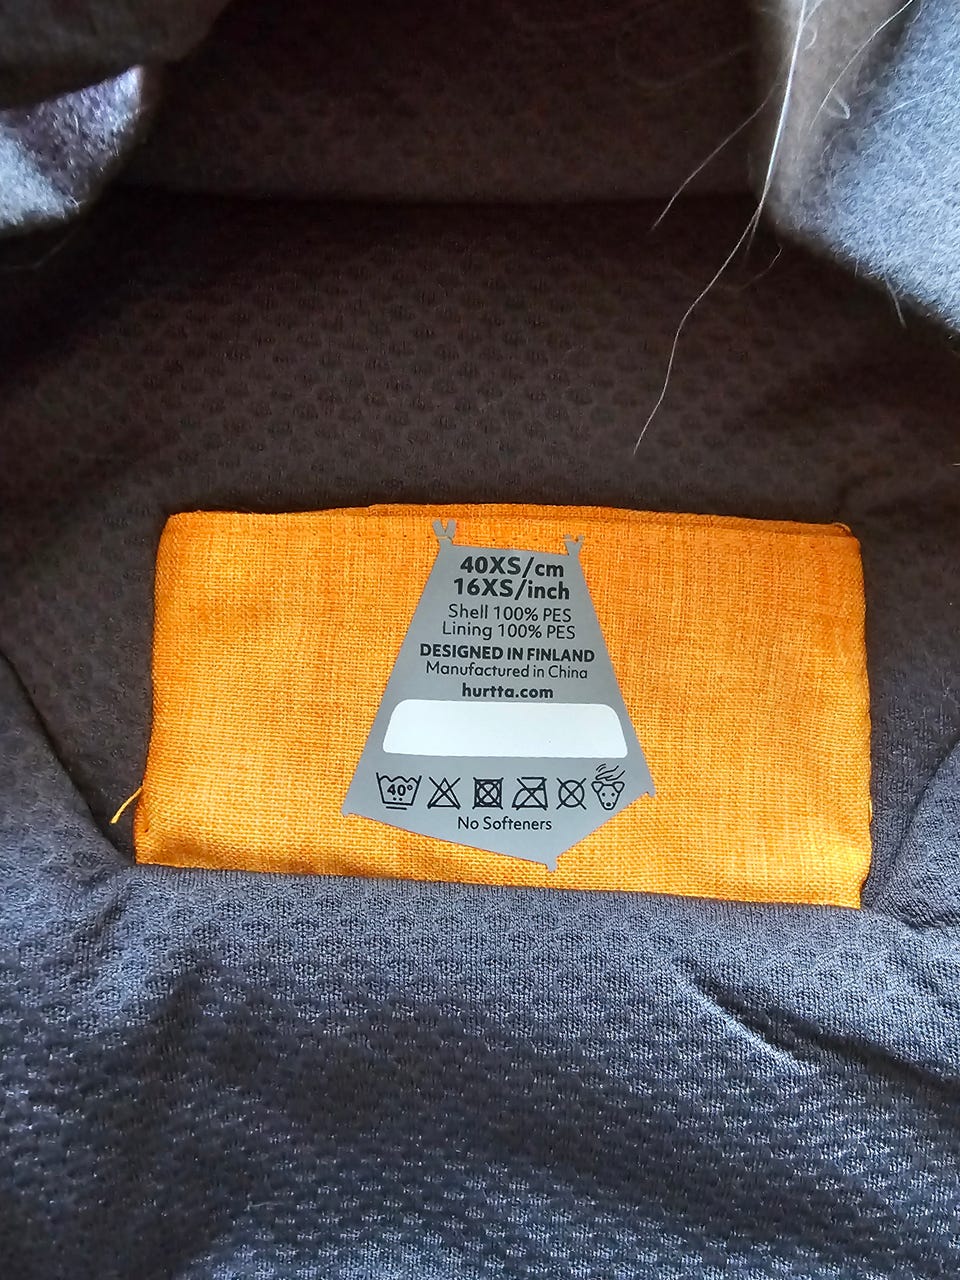 40XS/cm
16XS/inch
Shell 100% PES
Lining 100% PES
DESIGNED IN FINLAND
Manufactured in China
hurtta.com
40°
No Softeners